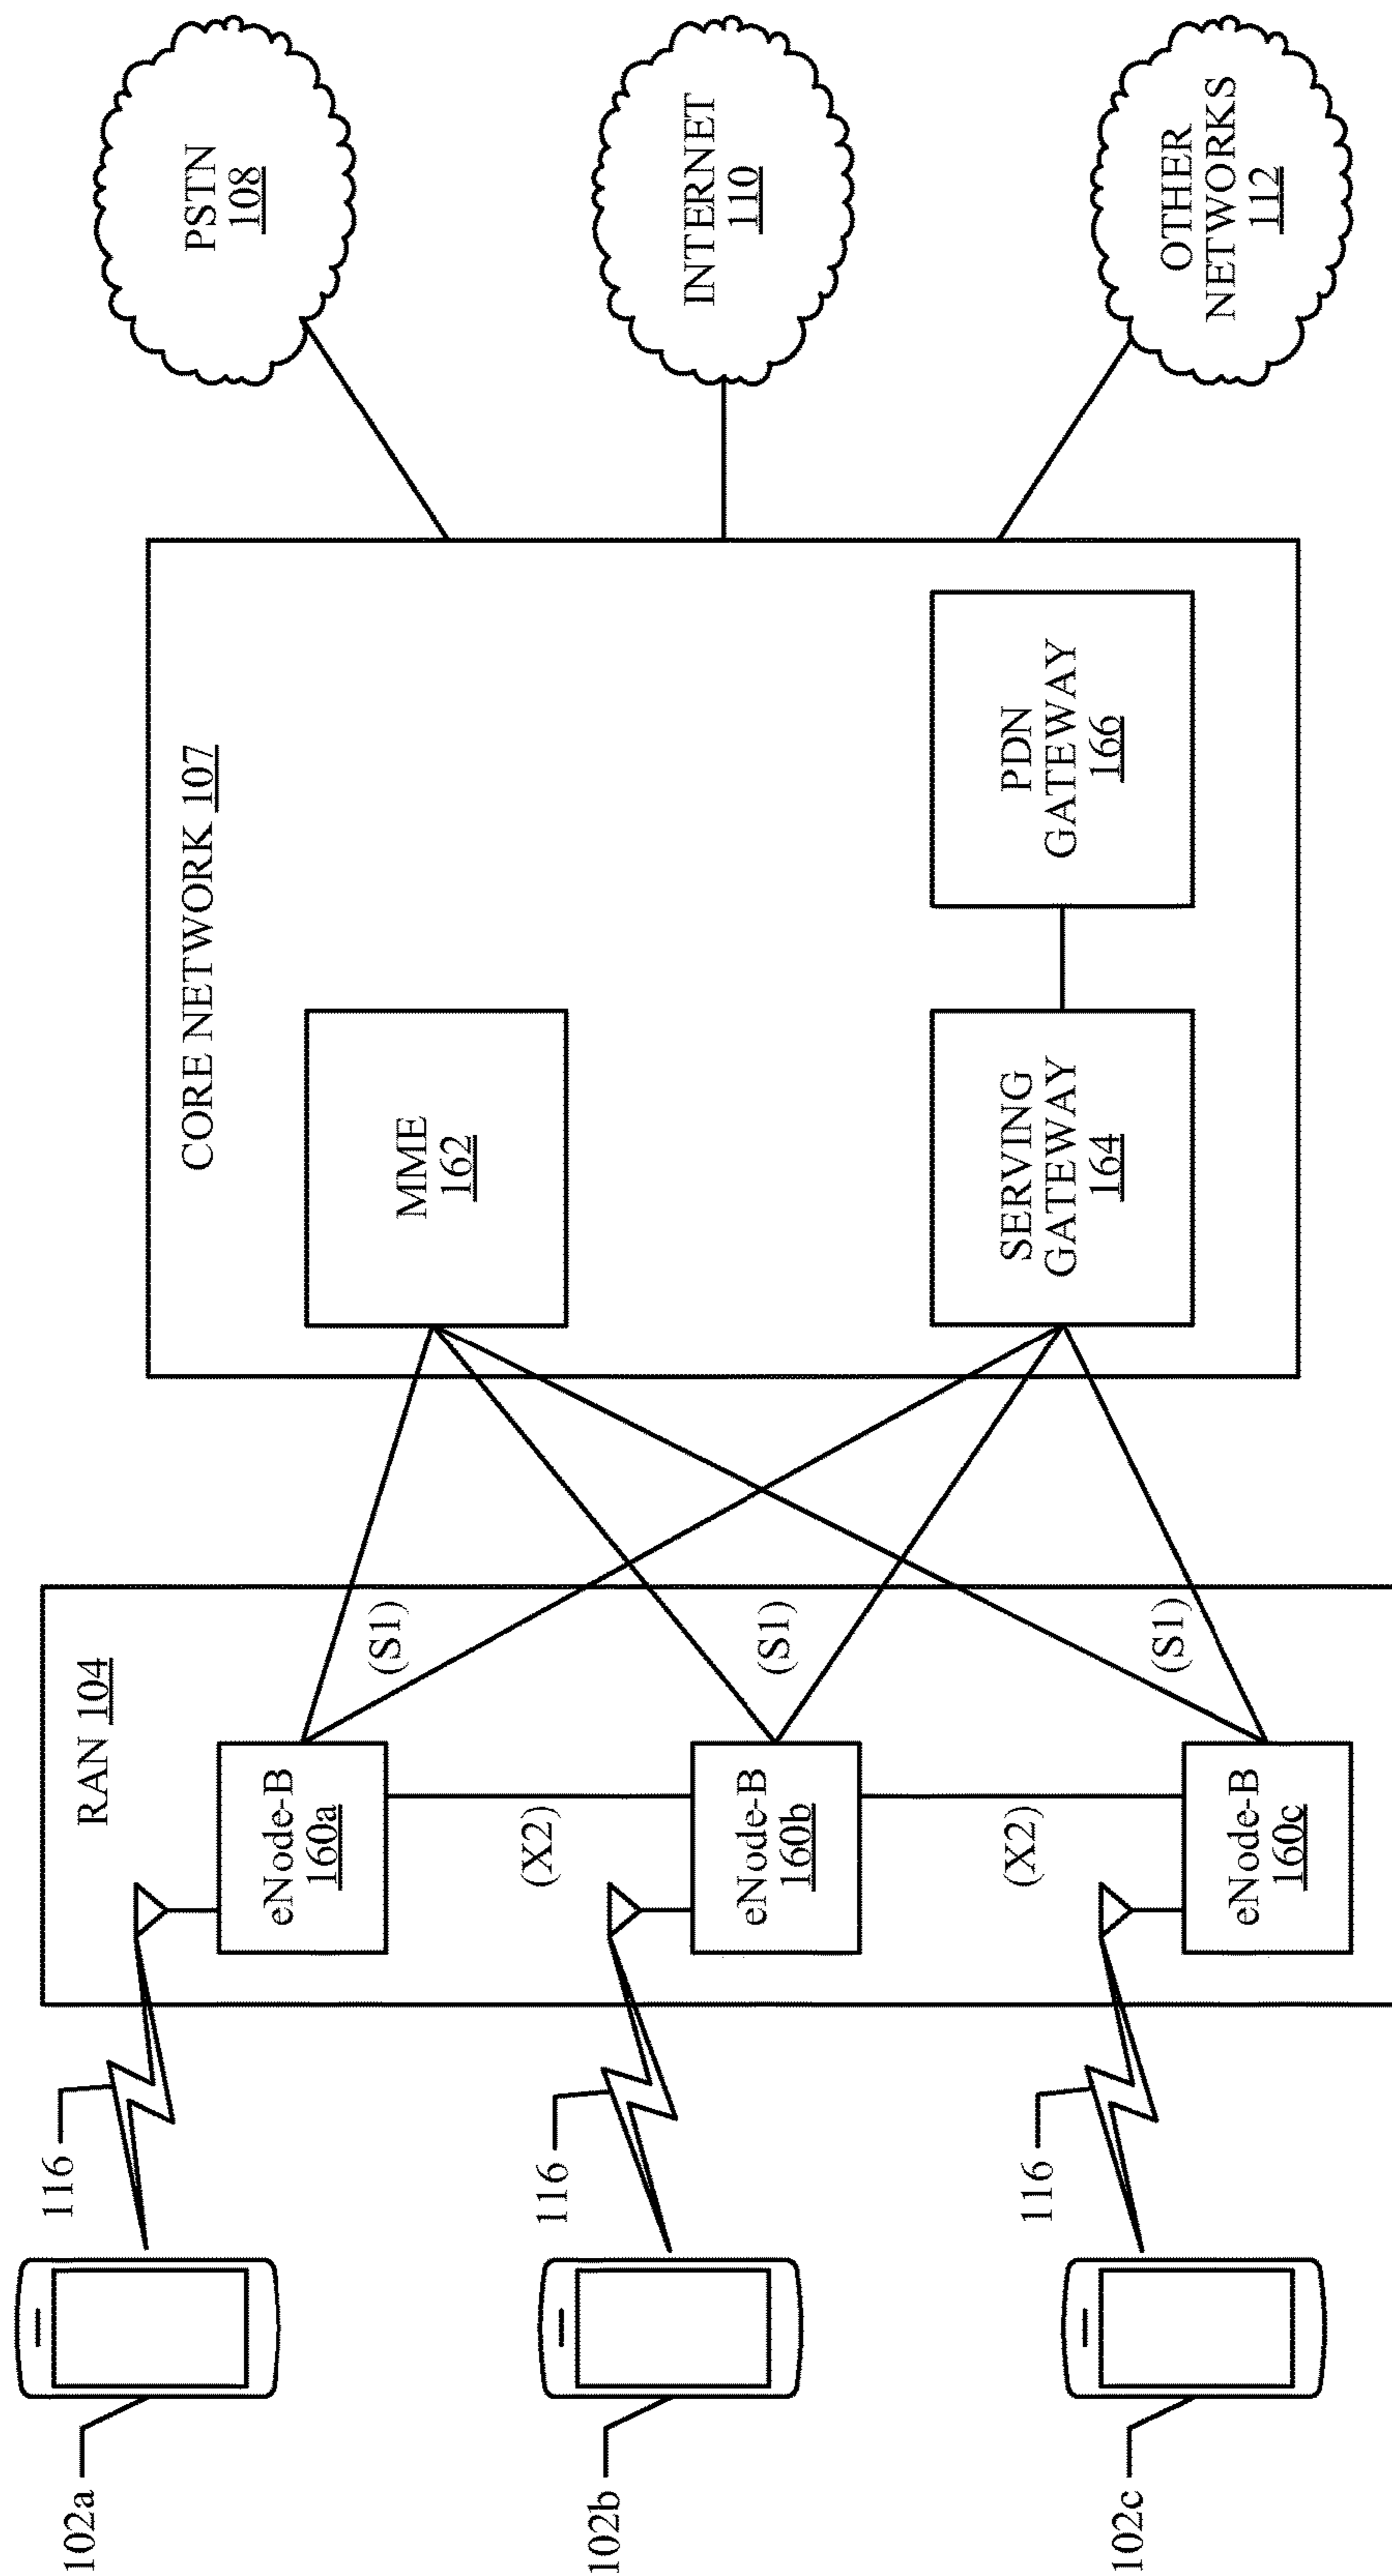 102a
116
RAN 104
eNode-B
160a
(S1)
(X2)
102b
116
eNode-B
160b
(S1)
(X2)
102c
116
eNode-B
160c
(S1)
CORE NETWORK 107
MME
162
SERVING
GATEWAY
164
PDN
GATEWAY
166
PSTN
108
INTERNET
110
OTHER
NETWORKS
112